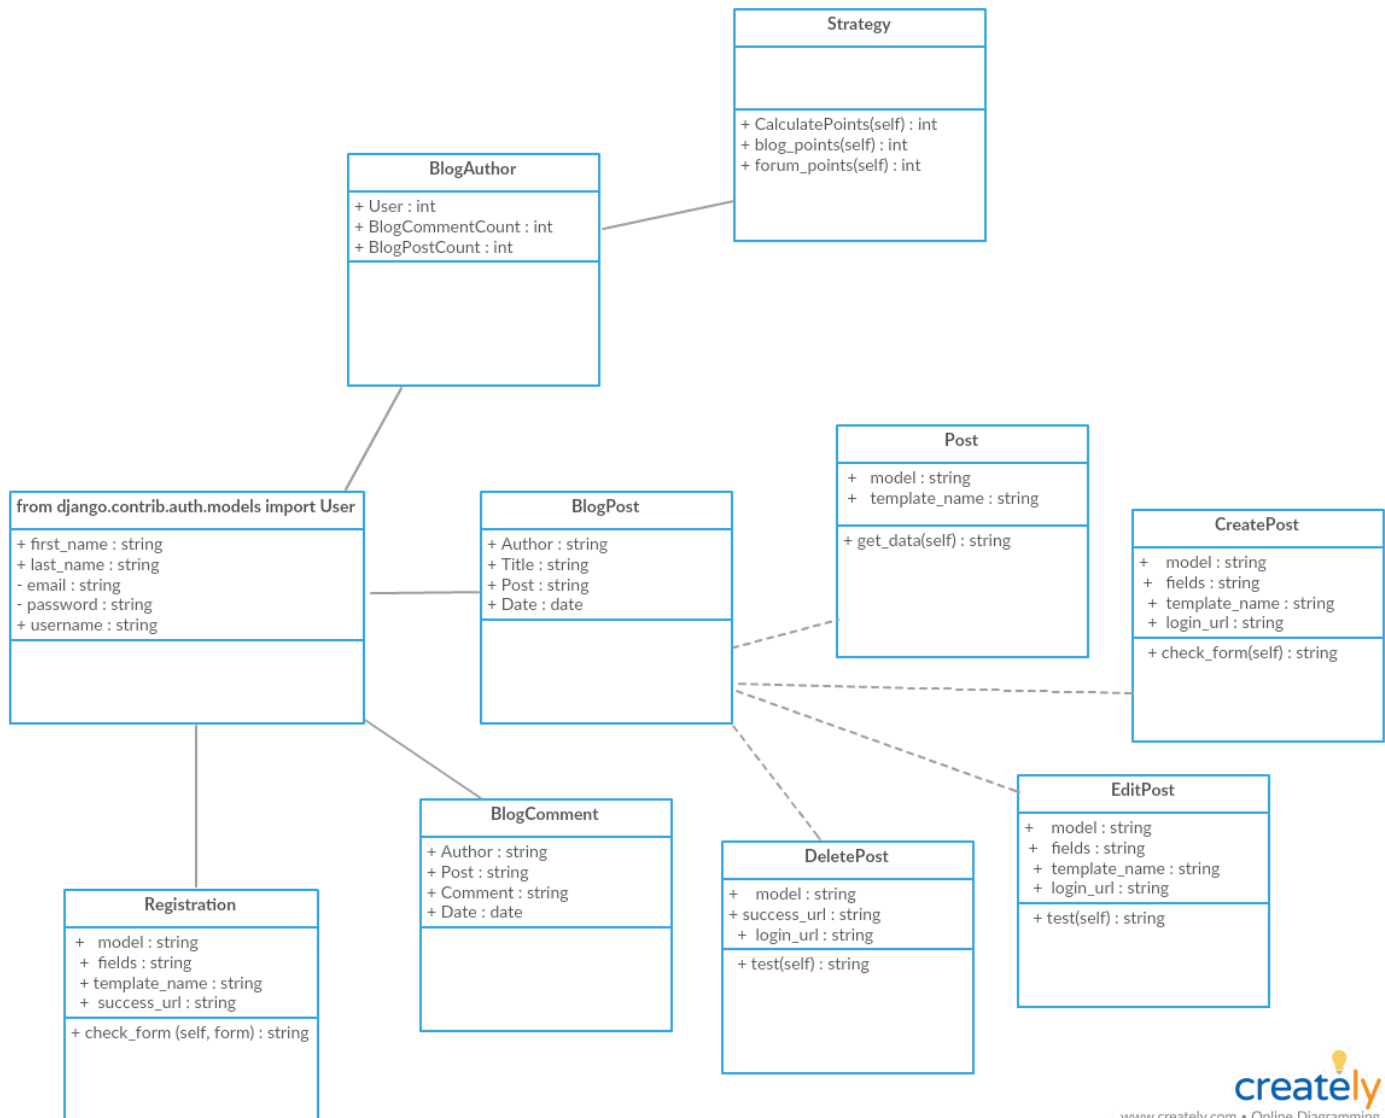 Strategy
+ CalculatePoints(self) : int
+ blog_points(self) : int
+ forum_points(self) : int
BlogAuthor
+ User : int
+ BlogCommentCount : int
+ BlogPostCount : int
Post
+ model : string
+ template_name : string
+ get_data(self) : string
from django.contrib.auth.models import User
+ first_name : string
+ last_name : string
- email : string
- password : string
+ username : string
BlogPost
+ Author : string
+ Title : string
+ Post : string
+ Date : date
CreatePost
+ model : string
+ fields : string
+ template_name : string
+ login_url : string
+ check_form(self) : string
EditPost
+ model : string
+ fields : string
+ template_name : string
+ login_url : string
+ test(self) : string
BlogComment
+ Author : string
+ Post : string
+ Comment : string
+ Date : date
DeletePost
+ model : string
+ success_url : string
+ login_url : string
+ test(self) : string
Registration
+ model : string
+ fields : string
+ template_name : string
+ success_url : string
+ check_form (self, form) : string
creately
www.creately.com • Online Diagramming